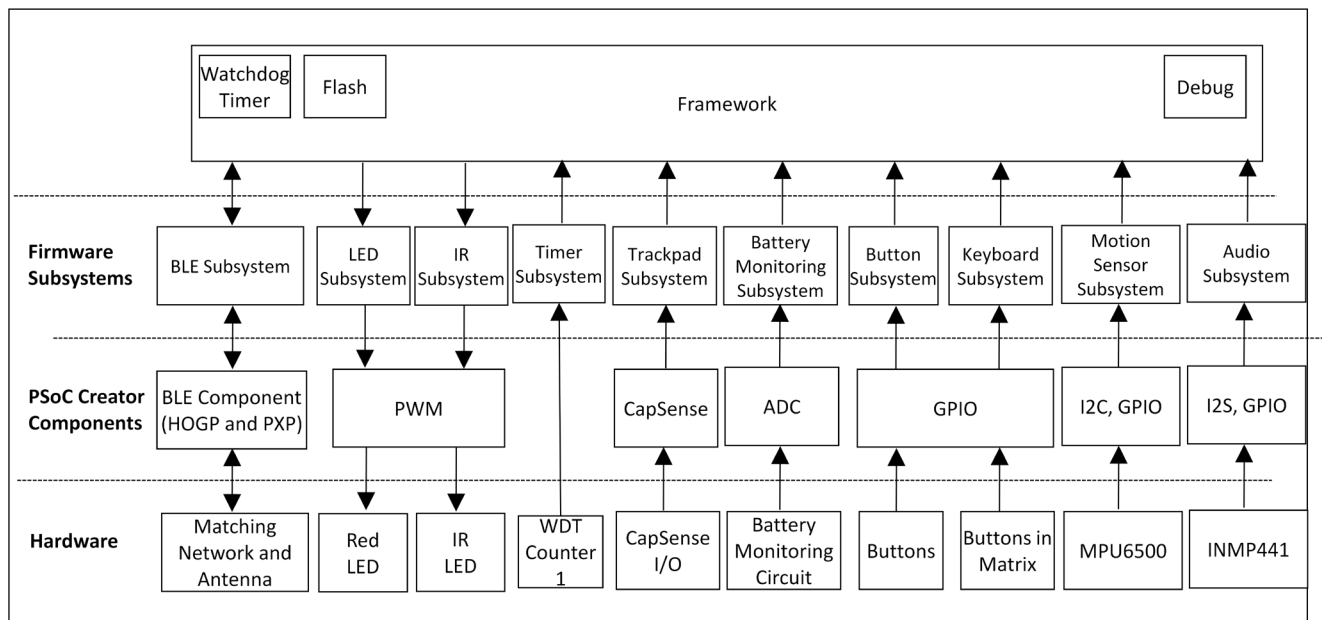 Watchdog
Timer
Flash
Framework
Debug
Firmware
Subsystems
BLE Subsystem
LED
Subsystem
IR
Subsystem
Timer
Subsystem
Trackpad
Subsystem
Battery
Monitoring
Subsystem
Button
Subsystem
Keyboard
Subsystem
Motion
Sensor
Subsystem
Audio
Subsystem
PSoC Creator
Components
BLE Component
(HOGP and PXP)
PWM
CapSense
ADC
GPIO
I2C, GPIO
I2S, GPIO
Hardware
Matching
Network and
Antenna
Red
LED
IR
LED
WDT
Counter
1
CapSense
I/O
Battery
Monitoring
Circuit
Buttons
Buttons in
Matrix
MPU6500
INMP441